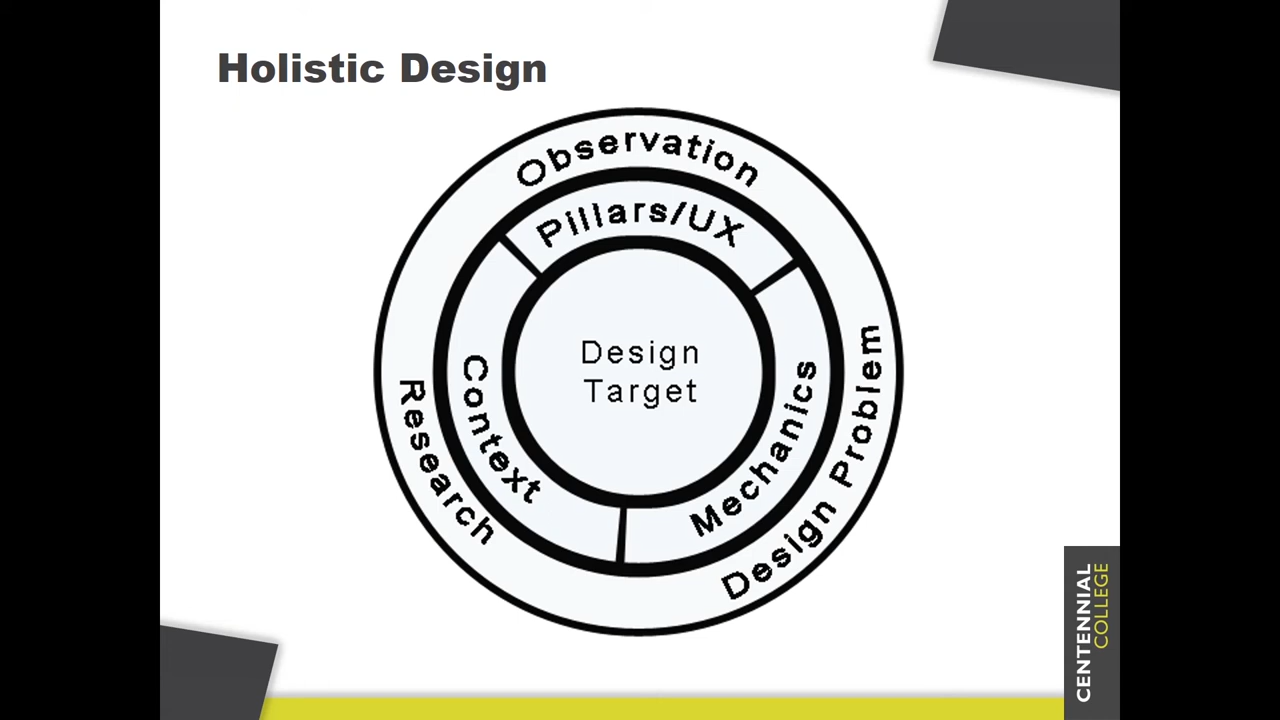 Holistic Design
Observation
Pillars/UX
Design
Target
Context
Mechanics
Research
Design Problem
CENTENNIAL
COLLEGE